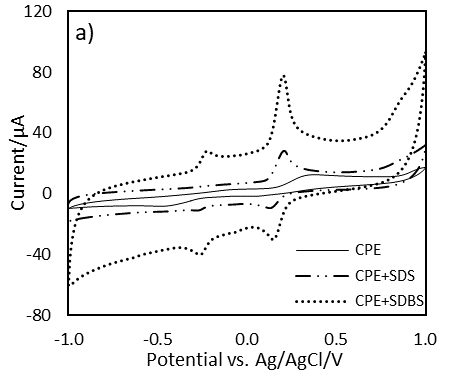 120
a)
80
40
0
-40
-80
Current/µA
CPE
CPE+SDS
CPE+SDBS
-1.0 -0.5 0.0 0.5 1.0
Potential vs. Ag/AgCl/V